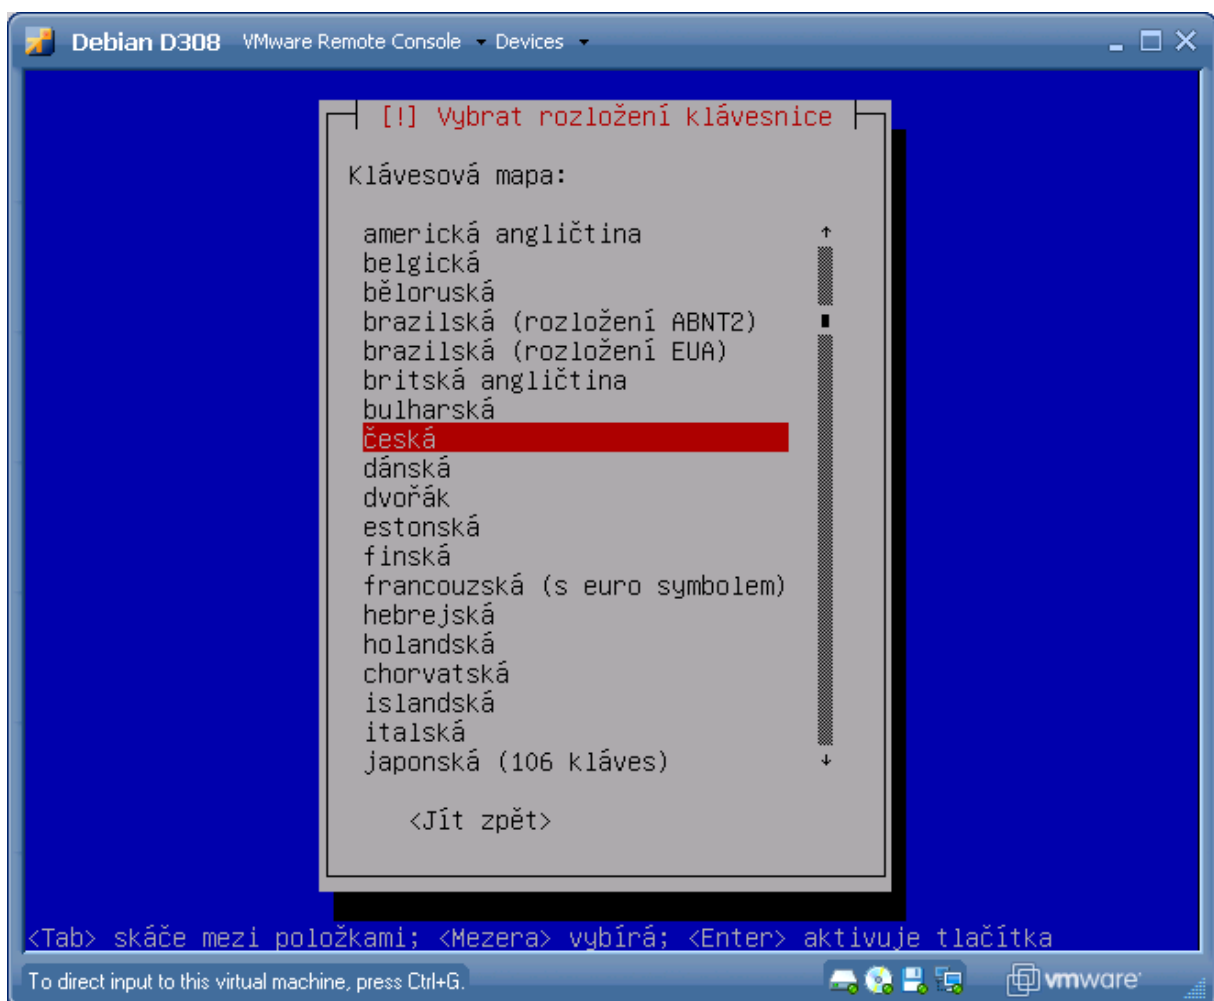 Debian D308 VMware Remote Console Devices
[!] Vybrat rozložení klávesnice
Klávesová mapa:
americká angličtina
belgická
běloruská
brazilská (rozložení ABNT2)
brazilská (rozložení EUA)
britská angličtina
bulharská
česká
dánská
dvořák
estonská
finská
francouzská (s euro symbolem)
hebrejská
holandská
chorvatská
islandská
italská
japonská (106 kláves)
<Jít zpět>
<Tab> skáče mezi položkami; <Mezera> vybírá; <Enter> aktivuje tlačítka
To direct input to this virtual machine, press Ctrl+G.
vmware